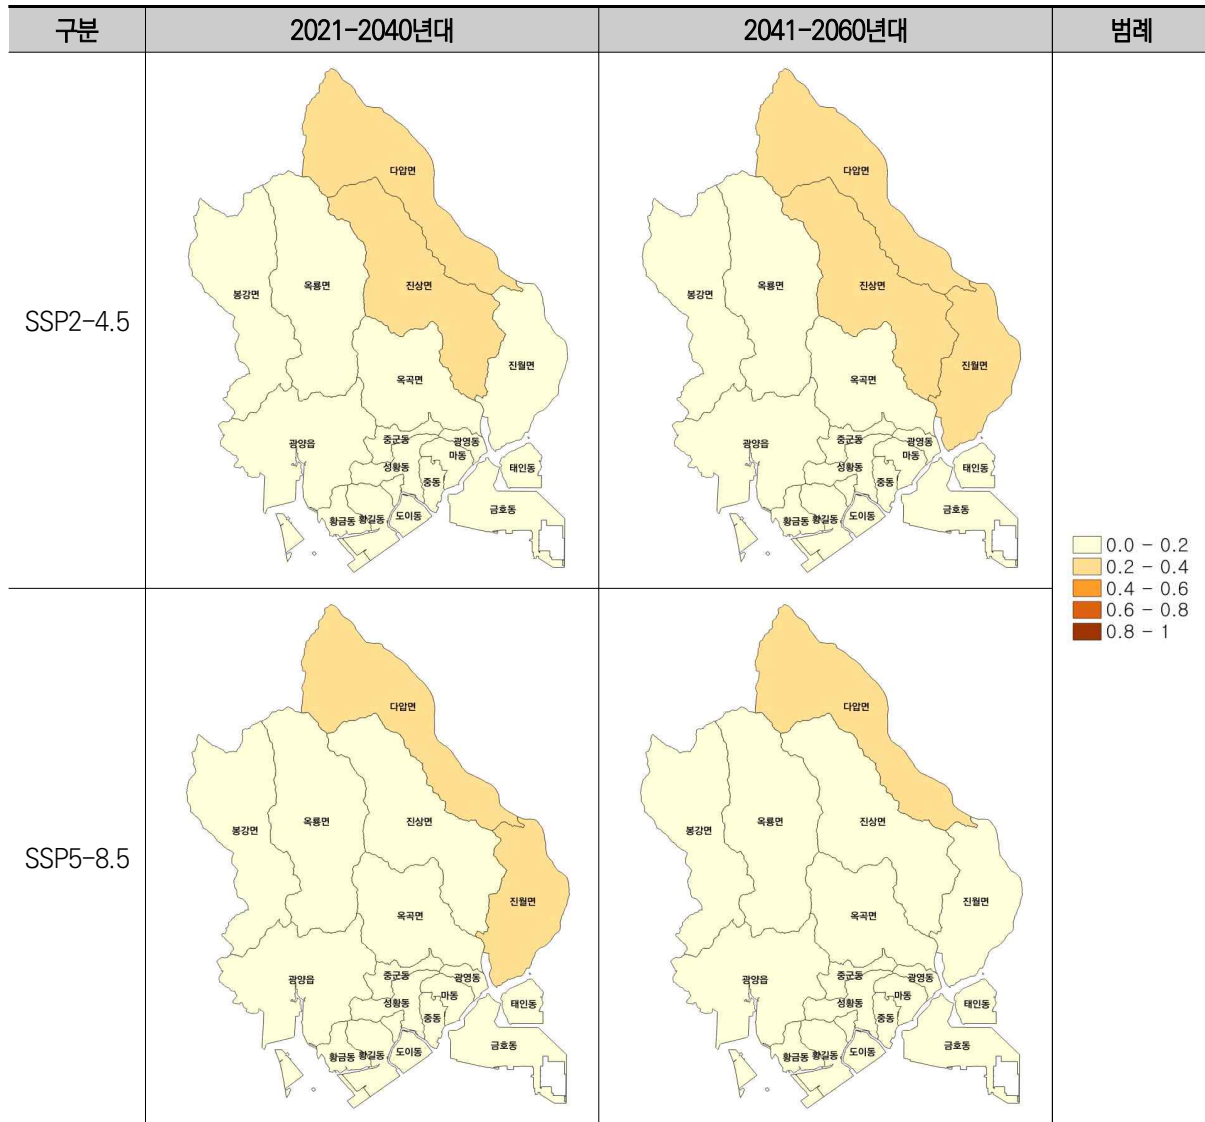 구분 2021-2040년대 2041-2060년대 범례
SSP2-4.5
다압면
봉강면
옥룡면
진상면
진월면
옥곡면
광양읍
중군동
광영동
마동
성황동
중동
태인동
금호동
황금동
황길동
도이동
다압면
봉강면
옥룡면
진상면
진월면
옥곡면
광양읍
중군동
광영동
마동
성황동
중동
태인동
금호동
황금동
황길동
도이동
0.0 - 0.2
0.2 - 0.4
0.4 - 0.6
0.6 - 0.8
0.8 - 1
SSP5-8.5
다압면
봉강면
옥룡면
진상면
진월면
옥곡면
광양읍
중군동
광영동
마동
성황동
중동
태인동
금호동
황금동
황길동
도이동
다압면
봉강면
옥룡면
진상면
진월면
옥곡면
광양읍
중군동
광영동
마동
성황동
중동
태인동
금호동
황금동
황길동
도이동